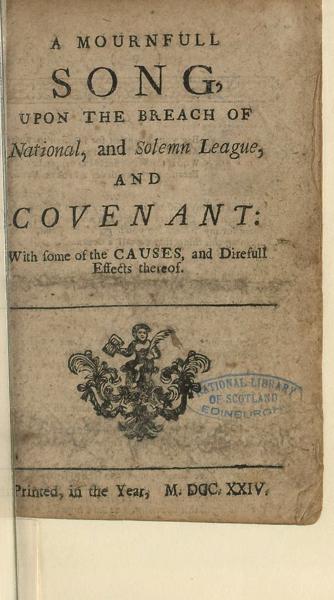 A MOURNFULL
SONG,
UPON THE BREACH OF
National, and Solemn League,
AND
COVENANT:
With some of the CAUSES, and Direfull
Effects thereof.
NATIONAL LIBRARY
OF SCOTLAND
EDINBURGH
Printed, in the Year, M. DCC. XXIV.